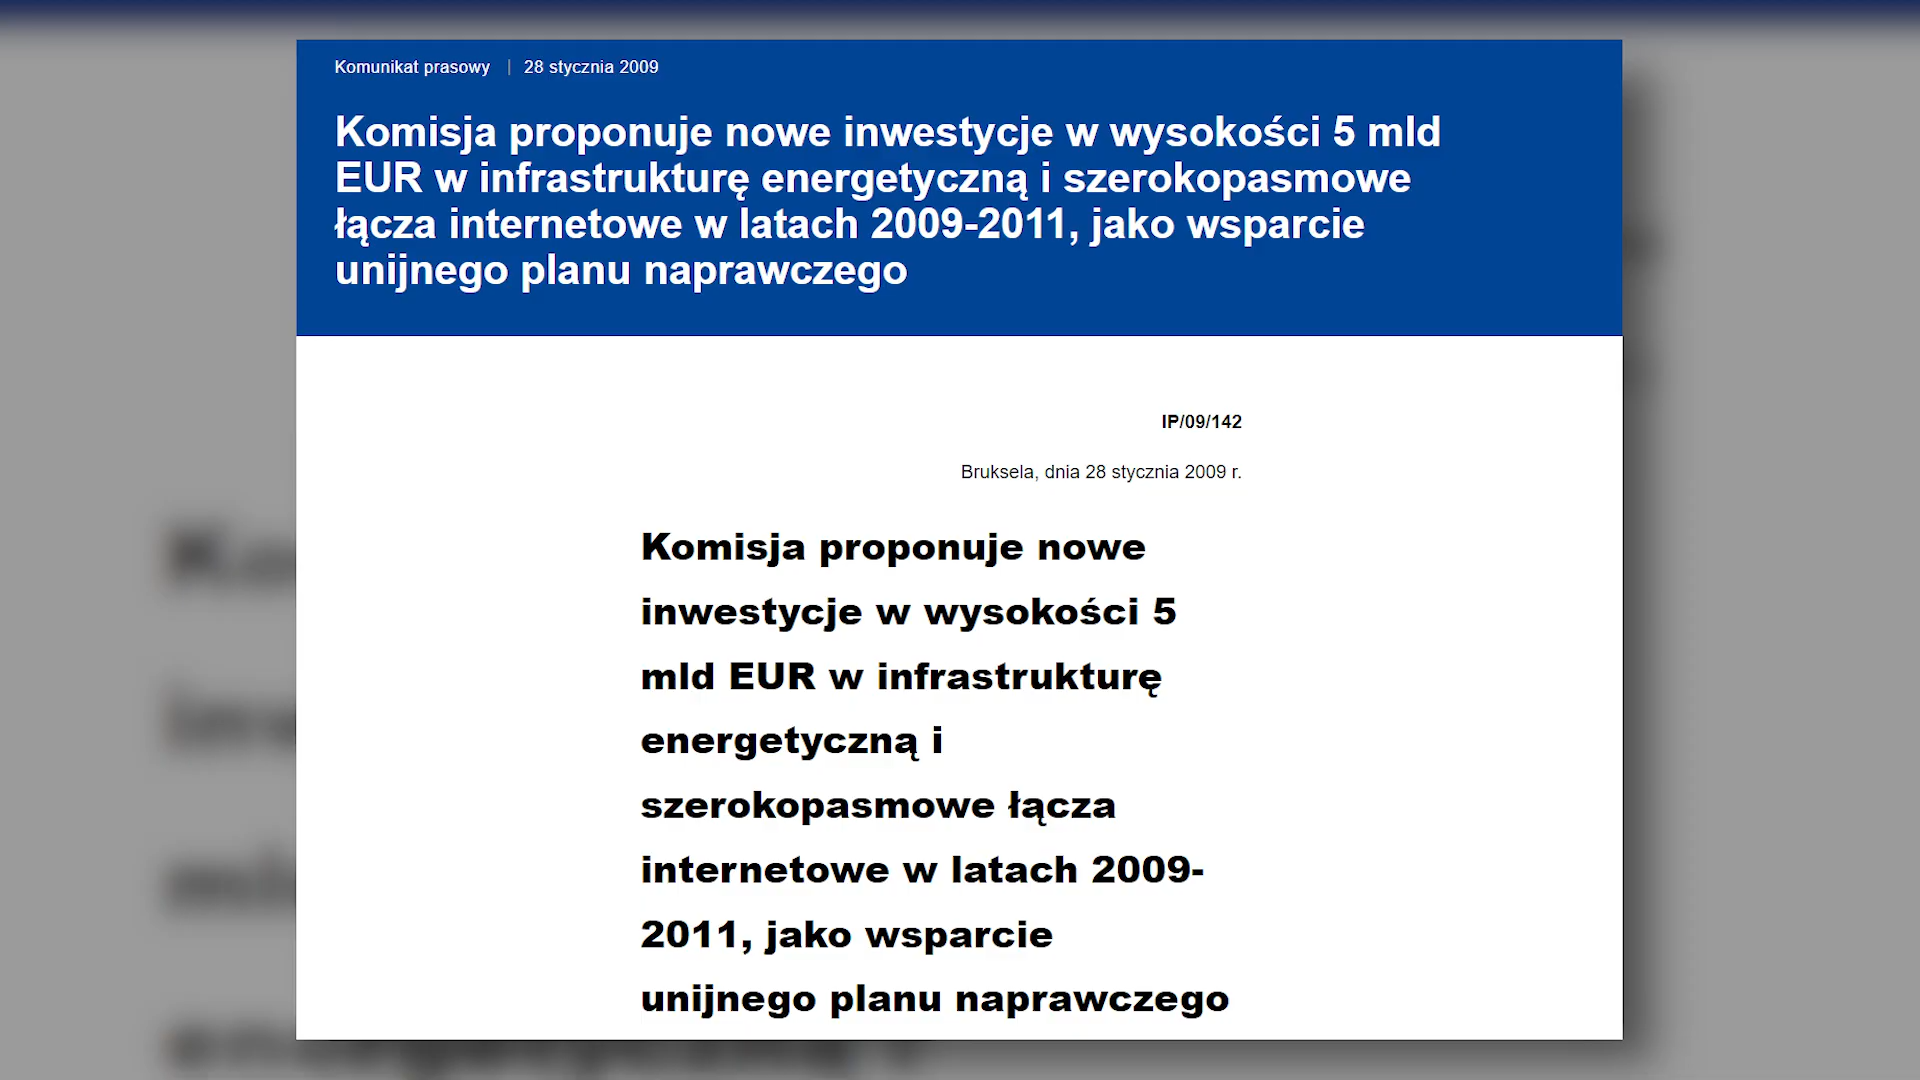 Komunikat prasowy | 28 stycznia 2009
Komisja proponuje nowe inwestycje w wysokości 5 mld
EUR w infrastrukturę energetyczną i szerokopasmowe
łącza internetowe w latach 2009-2011, jako wsparcie
unijnego planu naprawczego
IP/09/142
Bruksela, dnia 28 stycznia 2009 r.
Komisja proponuje nowe
inwestycje w wysokości 5
mld EUR w infrastrukturę
energetyczną i
szerokopasmowe łącza
internetowe w latach 2009-
2011, jako wsparcie
unijnego planu naprawczego